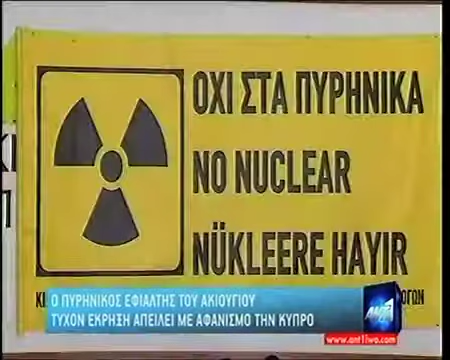 ΟΧΙ ΣΤΑ ΠΥΡΗΝΙΚΑ
NO NUCLEAR
NÜKLEERE HAYIR
Ο ΠΥΡΗΝΙΚΟΣ ΕΦΙΑΛΤΗΣ ΤΟΥ ΑΚΙΟΥΓΙΟΥ
ΤΥΧΟΝ ΕΚΡΗΞΗ ΑΠΕΙΛΕΙ ΜΕ ΑΦΑΝΙΣΜΟ ΤΗΝ ΚΥΠΡΟ
ΑΝΤ1
www.ant1iwo.com